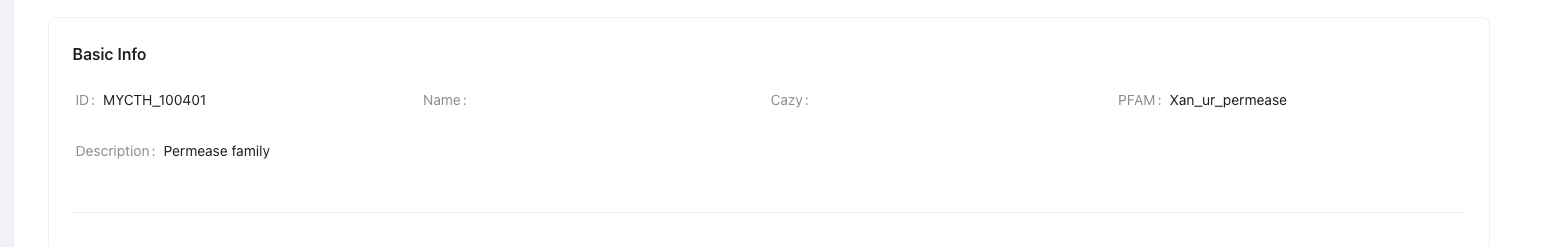 Basic Info
ID: MYCTH_100401 Name: Cazy: PFAM: Xan_ur_permease
Description: Permease family